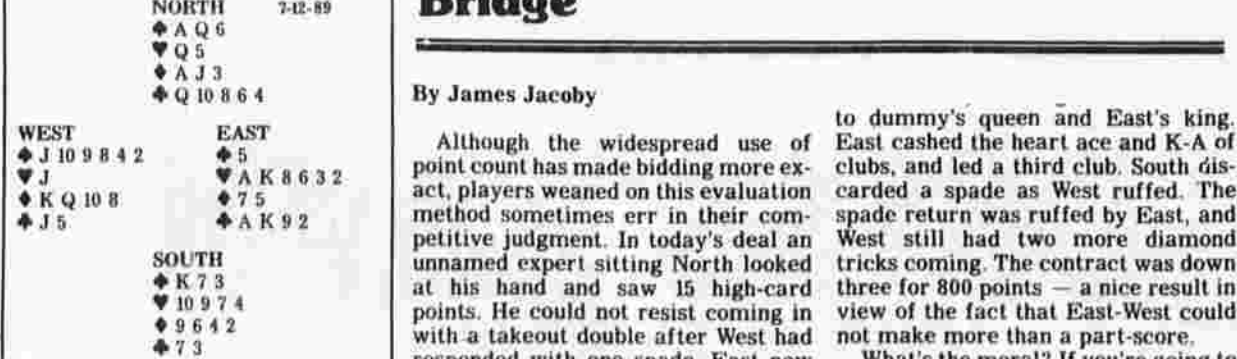 NORTH 7-12-89
♠ A Q 6
♥ Q 5
♦ A J 3
♣ Q 10 8 6 4
WEST EAST
♠ J 10 9 8 4 2 ♠ 5
♥ J ♥ A K 8 6 3 2
♦ K Q 10 8 ♦ 7 5
♣ J 5 ♣ A K 9 2
SOUTH
♠ K 7 3
♥ 10 9 7 4
♦ 9 6 4 2
♣ 7 3
Bridge
By James Jacoby
Although the widespread use of
point count has made bidding more ex-
act, players weaned on this evaluation
method sometimes err in their com-
petitive judgment. In today's deal an
unnamed expert sitting North looked
at his hand and saw 15 high-card
points. He could not resist coming in
with a takeout double after West had
responded with one spade. East now
to dummy's queen and East's king.
East cashed the heart ace and K-A of
clubs, and led a third club. South dis-
carded a spade as West ruffed. The
spade return was ruffed by East, and
West still had two more diamond
tricks coming. The contract was down
three for 800 points — a nice result in
view of the fact that East-West could
not make more than a part-score.
What's the moral? If you're going to